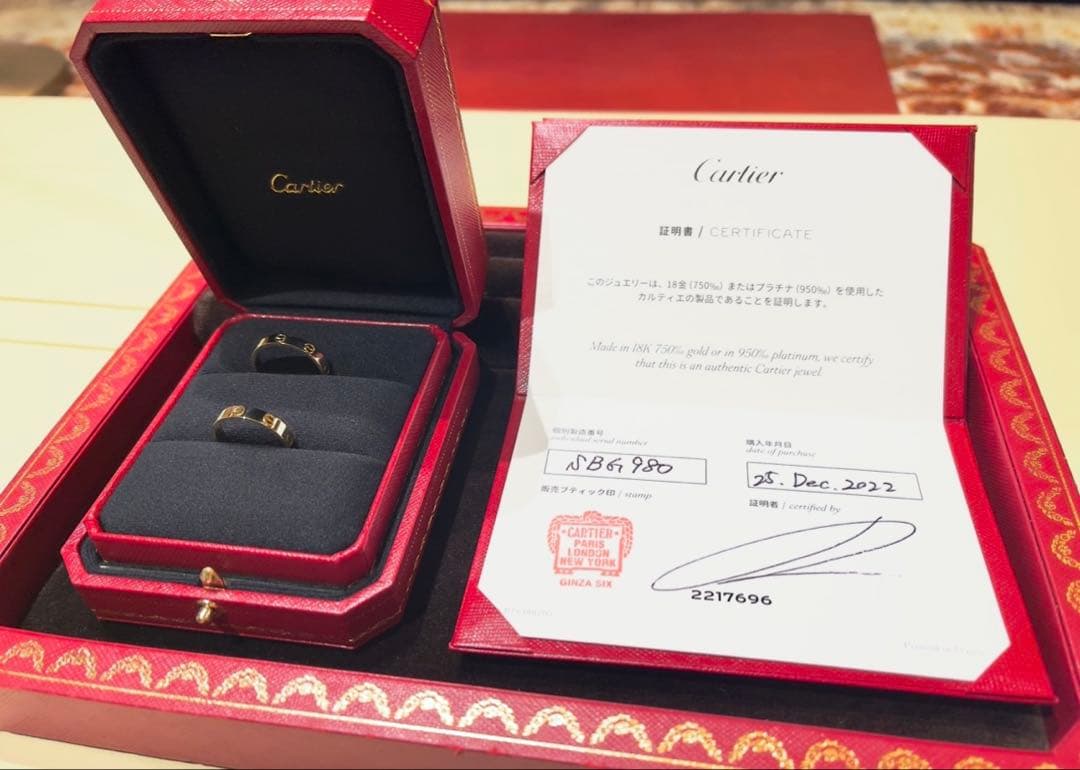 Cartier
Cartier
証明書 / CERTIFICATE
このジュエリーは、18金(750‰)またはプラチナ(950‰)を使用した
カルティエの製品であることを証明します。
Made in 18K 750‰ gold or in 950‰ platinum, we certify
that this is an authentic Cartier jewel
個別製造番号
individual serial number
SBG980
購入年月日
date of purchase
25. Dec. 2022
販売ブティック印 / stamp
証明者 / certified by
CARTIER
PARIS
LONDON
NEW YORK
GINZA SIX
2217696